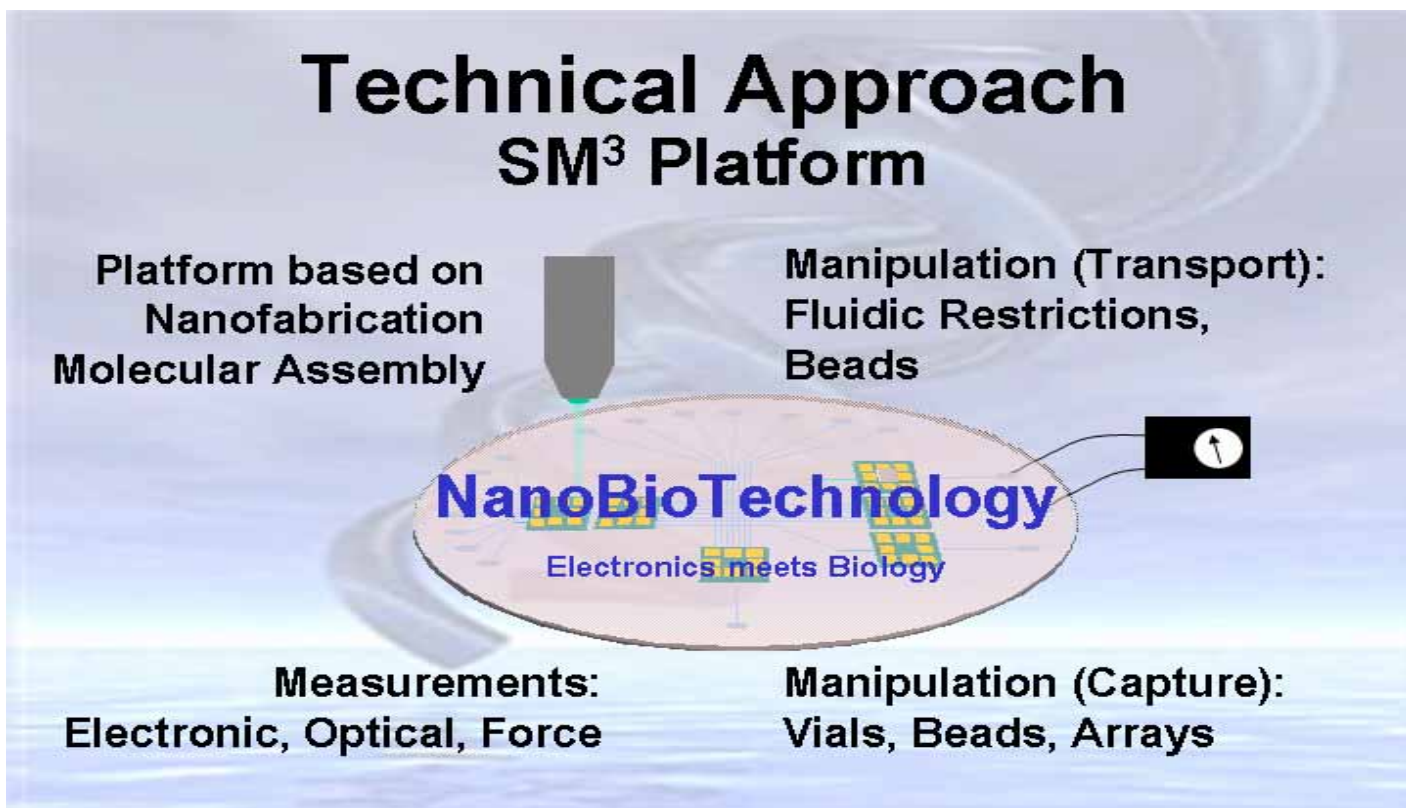 Technical Approach
SM³ Platform
Platform based on
Nanofabrication
Molecular Assembly
Manipulation (Transport):
Fluidic Restrictions,
Beads
NanoBioTechnology
Electronics meets Biology
Measurements:
Electronic, Optical, Force
Manipulation (Capture):
Vials, Beads, Arrays